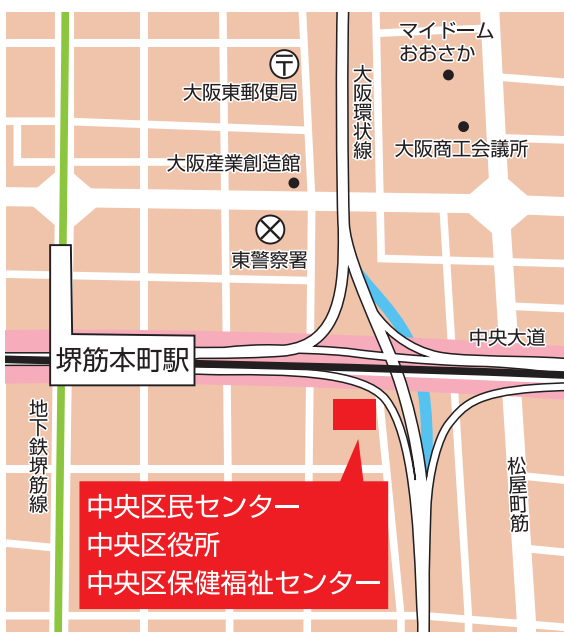 マイドーム
おおさか
大阪東郵便局
大阪環状線
大阪商工会議所
大阪産業創造館
東警察署
中央大道
堺筋本町駅
地下鉄堺筋線
松屋町筋
中央区民センター
中央区役所
中央区保健福祉センター